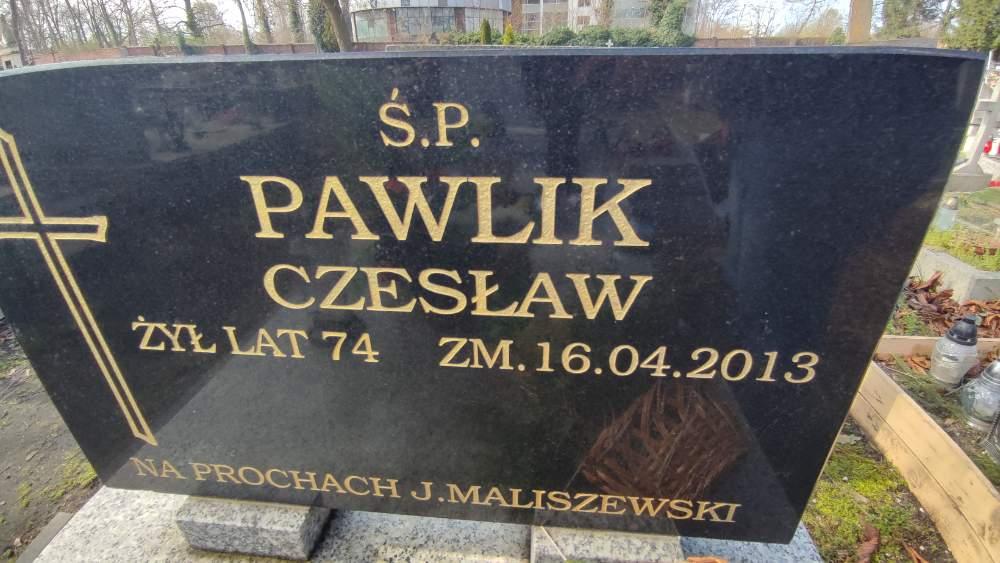 Ś.P.
PAWLIK
CZESŁAW
ŻYŁ LAT 74 ZM.16.04.2013
NA PROCHACH J.MALISZEWSKI